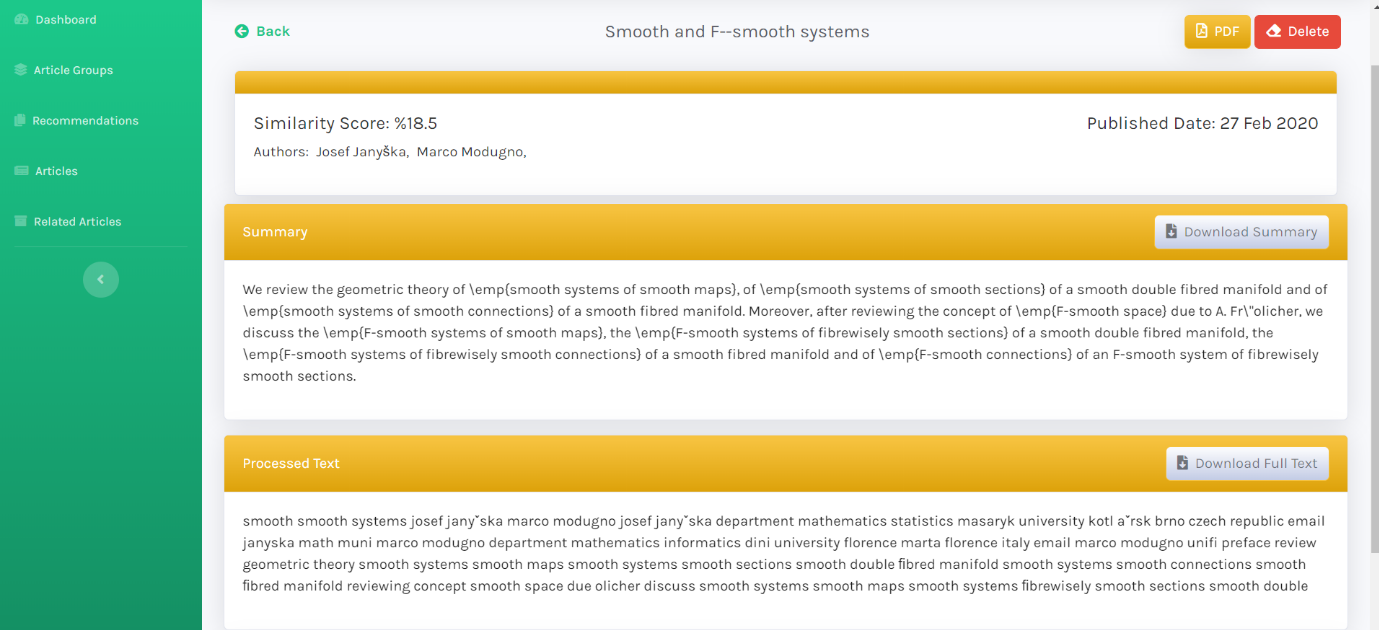 Dashboard
Article Groups
Recommendations
Articles
Related Articles
Back
Smooth and F--smooth systems
PDF
Delete
Similarity Score: %18.5
Published Date: 27 Feb 2020
Authors: Josef Janyška, Marco Modugno,
Summary
Download Summary
We review the geometric theory of \emp{smooth systems of smooth maps}, of \emp{smooth systems of smooth sections} of a smooth double fibred manifold and of
\emp{smooth systems of smooth connections} of a smooth fibred manifold. Moreover, after reviewing the concept of \emp{F-smooth space} due to A. Fr\"olicher, we
discuss the \emp{F-smooth systems of smooth maps}, the \emp{F-smooth systems of fibrewisely smooth sections} of a smooth double fibred manifold, the
\emp{F-smooth systems of fibrewisely smooth connections} of a smooth fibred manifold and of \emp{F-smooth connections} of an F-smooth system of fibrewisely
smooth sections.
Processed Text
Download Full Text
smooth smooth systems josef janyˇska marco modugno josef janyˇska department mathematics statistics masaryk university kotl aˇrsk brno czech republic email
janyska math muni marco modugno department mathematics informatics dini university florence marta florence italy email marco modugno unifi preface review
geometric theory smooth systems smooth maps smooth systems smooth sections smooth double fibred manifold smooth systems smooth connections smooth
fibred manifold reviewing concept smooth space due olicher discuss smooth systems smooth maps smooth systems fibrewisely smooth sections smooth double